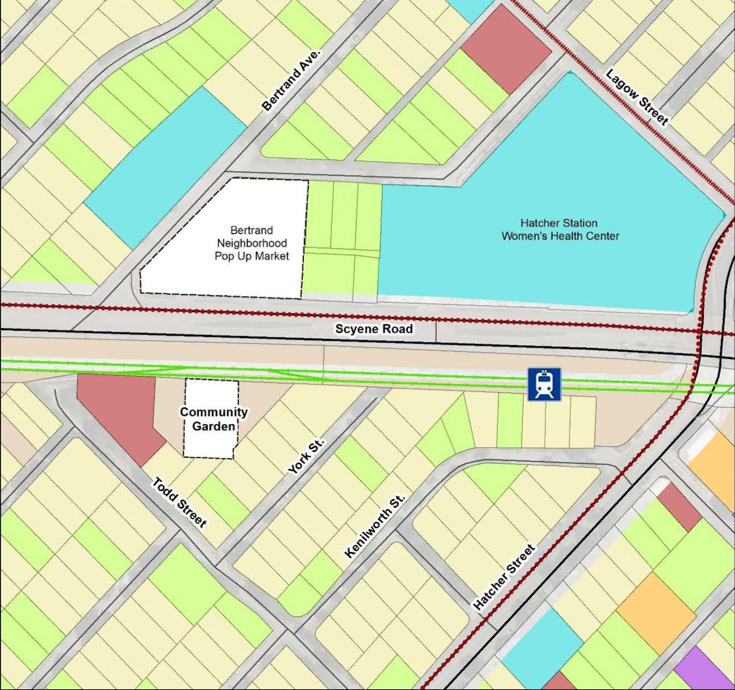 Bertrand Ave.
Lagow Street
Bertrand
Neighborhood
Pop Up Market
Hatcher Station
Women's Health Center
Scyene Road
Community
Garden
York St.
Todd Street
Kenilworth St.
Hatcher Street